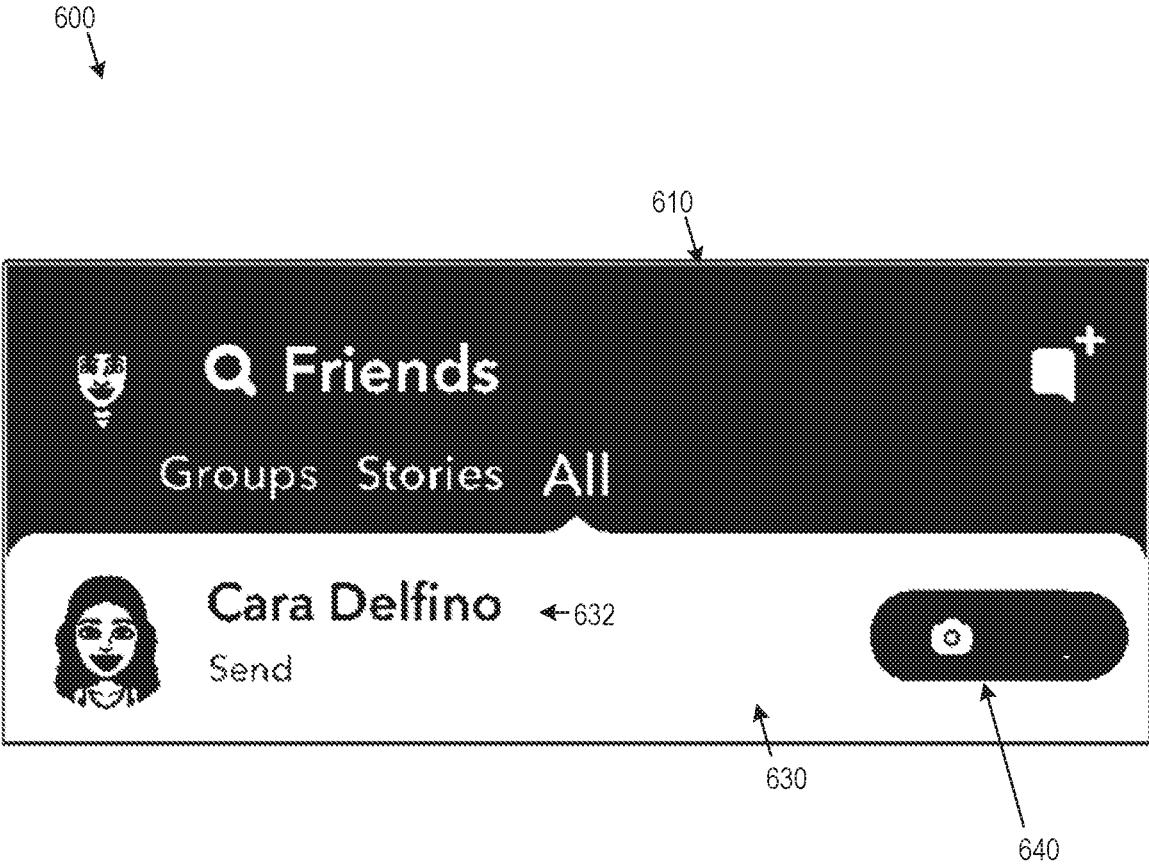 600
610
Friends
Groups Stories All
Cara Delfino
632
Send
630
640